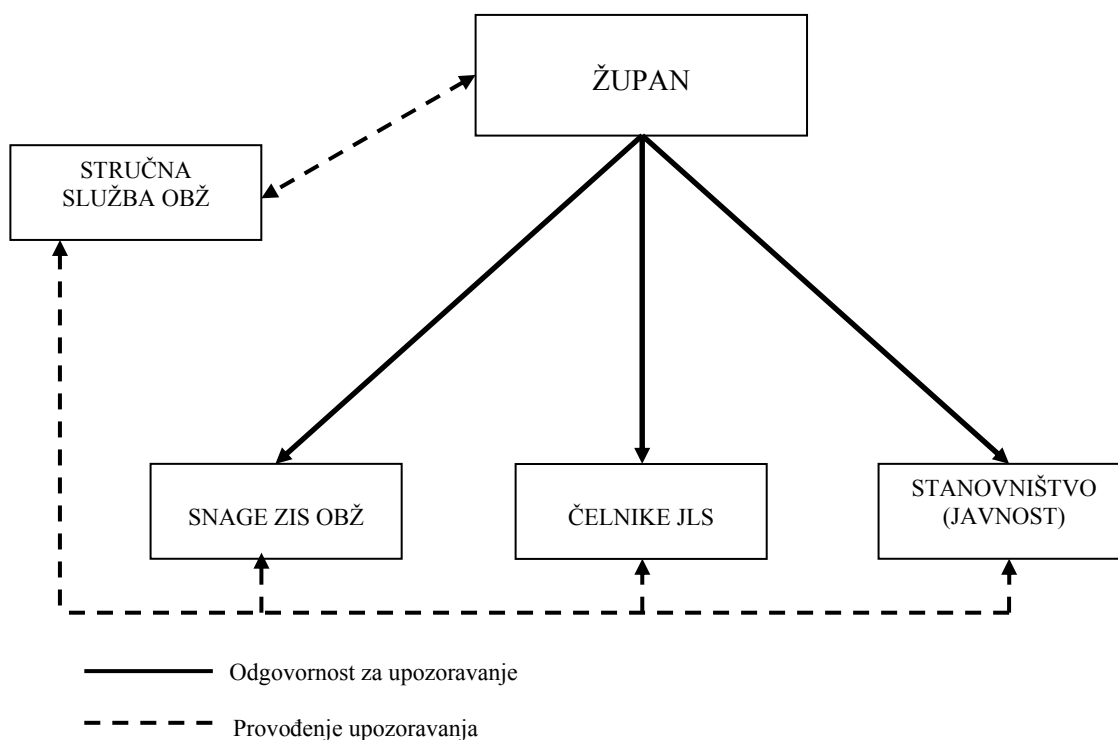 ŽUPAN
STRUČNA
SLUŽBA OBŽ
SNAGE ZIS OBŽ
ČELNIKE JLS
STANOVNIŠTVO
(JAVNOST)
Odgovornost za upozoravanje
Provođenje upozoravanja